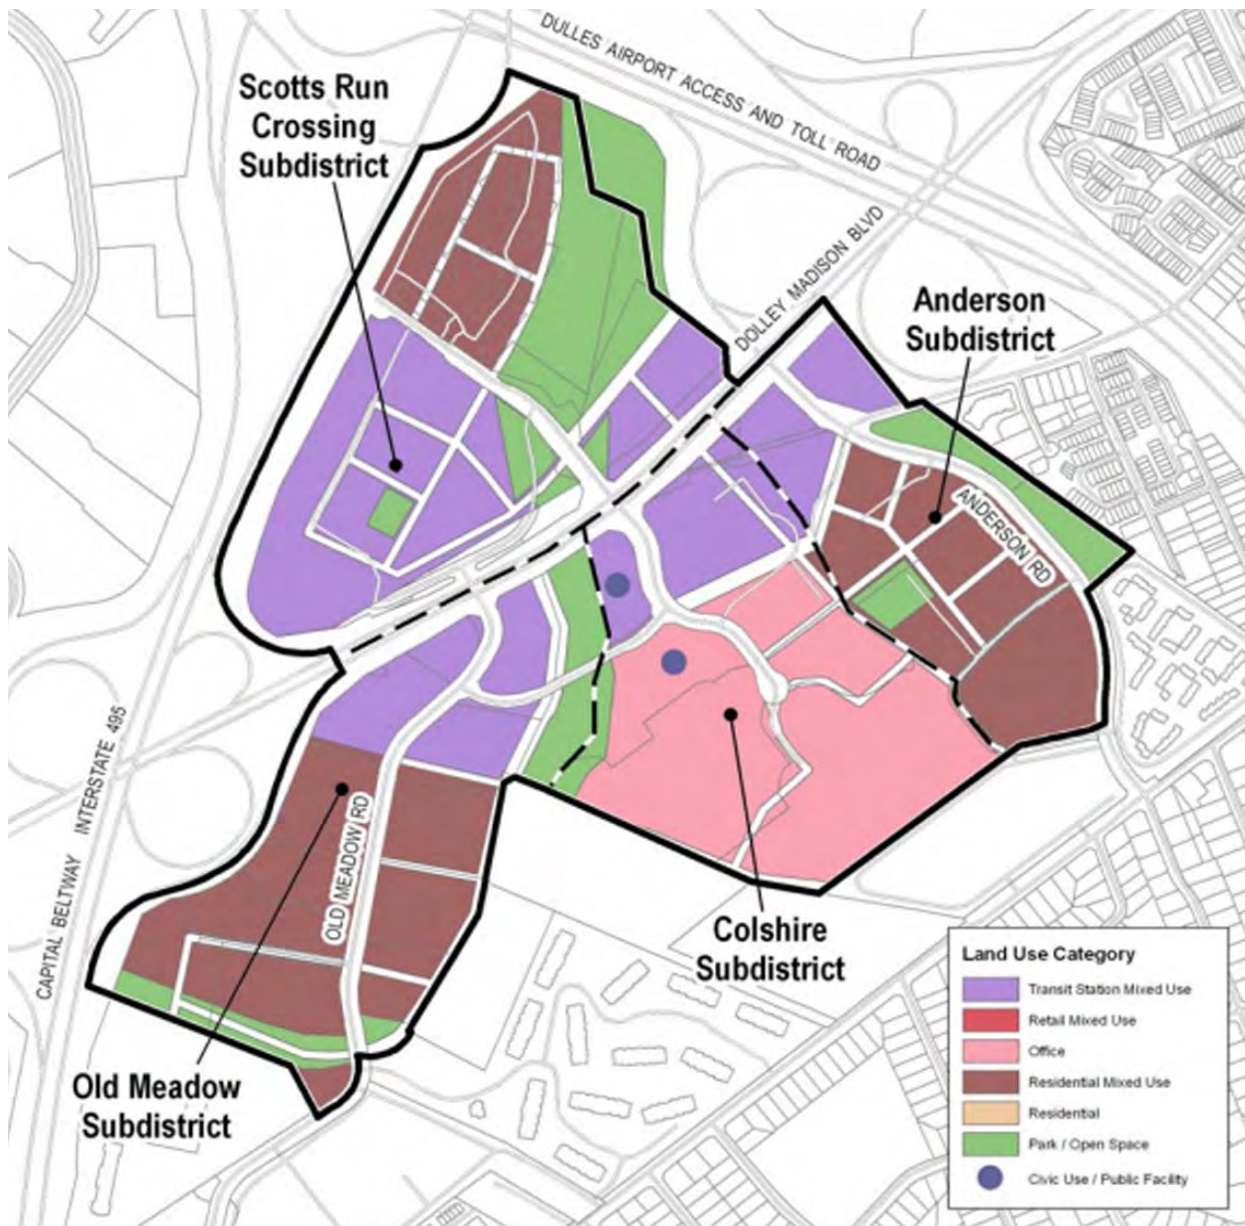 DULLES AIRPORT ACCESS AND TOLL ROAD
Scotts Run
Crossing
Subdistrict
DOLLEY MADISON BLVD
Anderson
Subdistrict
ANDERSON RD
CAPITAL BELTWAY INTERSTATE 495
OLD MEADOW RD
Colshire
Subdistrict
Old Meadow
Subdistrict
Land Use Category
Transit Station Mixed Use
Retail Mixed Use
Office
Residential Mixed Use
Residential
Park / Open Space
Civic Use / Public Facility